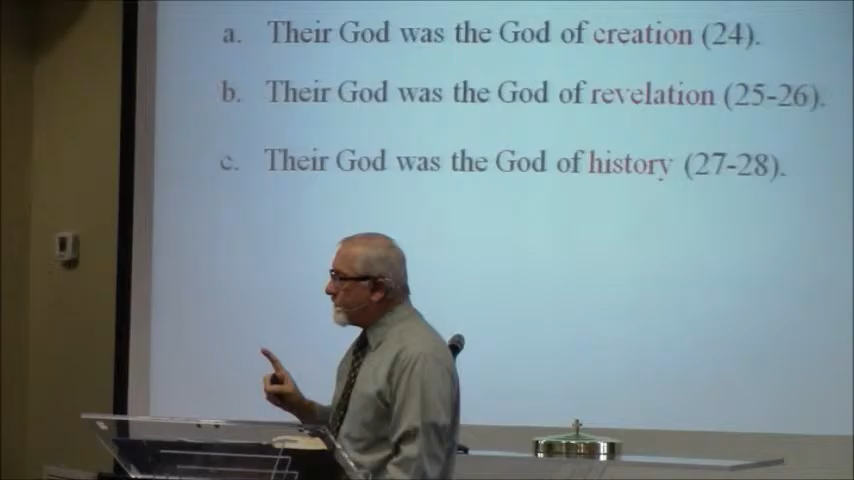 a. Their God was the God of creation (24).
b. Their God was the God of revelation (25-26).
c. Their God was the God of history (27-28).